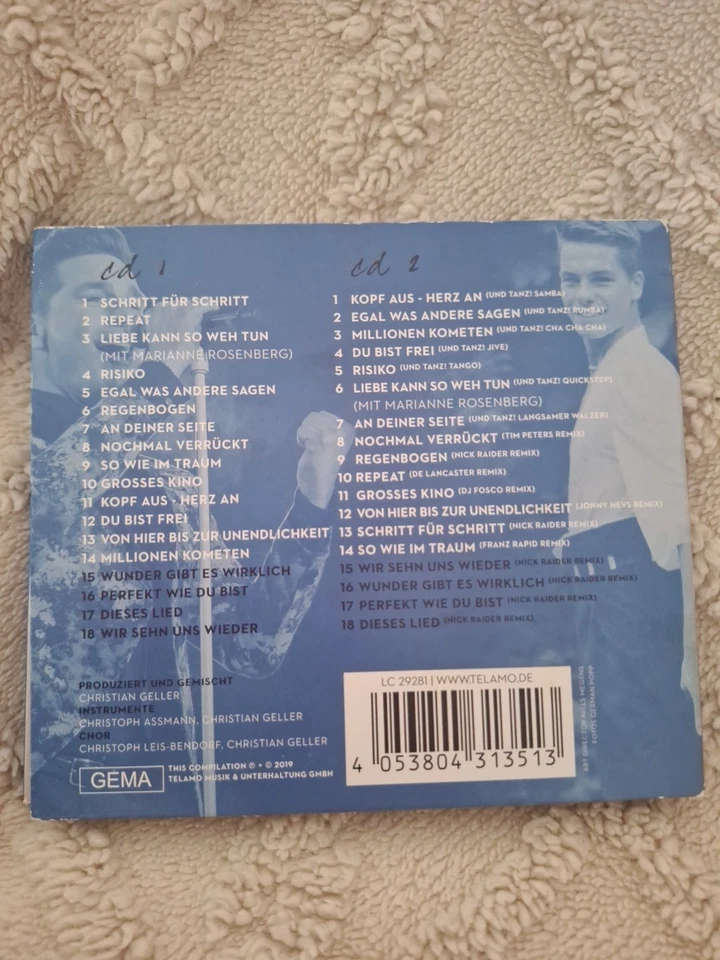 cd 1
1 SCHRITT FÜR SCHRITT
2 REPEAT
3 LIEBE KANN SO WEH TUN
(MIT MARIANNE ROSENBERG)
4 RISIKO
5 EGAL WAS ANDERE SAGEN
6 REGENBOGEN
7 AN DEINER SEITE
8 NOCHMAL VERRÜCKT
9 SO WIE IM TRAUM
10 GROSSES KINO
11 KOPF AUS - HERZ AN
12 DU BIST FREI
13 VON HIER BIS ZUR UNENDLICHKEIT
14 MILLIONEN KOMETEN
15 WUNDER GIBT ES WIRKLICH
16 PERFEKT WIE DU BIST
17 DIESES LIED
18 WIR SEHN UNS WIEDER
cd 2
1 KOPF AUS - HERZ AN (UND TANZ! SAMBA)
2 EGAL WAS ANDERE SAGEN (UND TANZ! RUMBA)
3 MILLIONEN KOMETEN (UND TANZ! CHA CHA CHA)
4 DU BIST FREI (UND TANZ! JIVE)
5 RISIKO (UND TANZ! TANGO)
6 LIEBE KANN SO WEH TUN (UND TANZ! QUICKSTEP)
(MIT MARIANNE ROSENBERG)
7 AN DEINER SEITE (UND TANZ! LANGSAMER WALZER)
8 NOCHMAL VERRÜCKT (TIM PETERS REMIX)
9 REGENBOGEN (NICK RAIDER REMIX)
10 REPEAT (DE LANCASTER REMIX)
11 GROSSES KINO (DJ FOSCO REMIX)
12 VON HIER BIS ZUR UNENDLICHKEIT (JONNY NEVS REMIX)
13 SCHRITT FÜR SCHRITT (NICK RAIDER REMIX)
14 SO WIE IM TRAUM (FRANZ RAPID REMIX)
15 WIR SEHN UNS WIEDER (NICK RAIDER REMIX)
16 WUNDER GIBT ES WIRKLICH (NICK RAIDER REMIX)
17 PERFEKT WIE DU BIST (NICK RAIDER REMIX)
18 DIESES LIED (NICK RAIDER REMIX)
PRODUZIERT UND GEMISCHT
CHRISTIAN GELLER
INSTRUMENTE
CHRISTOPH ASSMANN, CHRISTIAN GELLER
CHOR
CHRISTOPH LEIS-BENDORF, CHRISTIAN GELLER
GEMA
THIS COMPILATION ℗ + © 2019
TELAMO MUSIK & UNTERHALTUNG GMBH
LC 29281 | WWW.TELAMO.DE
4 053804 313513
ART DIRECTOR NIELS MEGENS
FOTOS GERMAN POPP